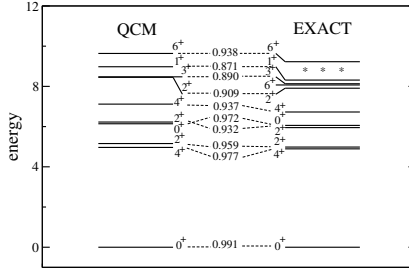 12
QCM
EXACT
6+ 0.938 6+
1+ 0.871 1+
3+ 0.890 3+
* * *
8
6+
2+ 0.909 2+
4+ 0.937 4+
energy
2+ 0.972 0+
0+ 0.932 2+
4
2+ 0.959 2+
4+ 0.977 4+
0
0+ 0.991 0+